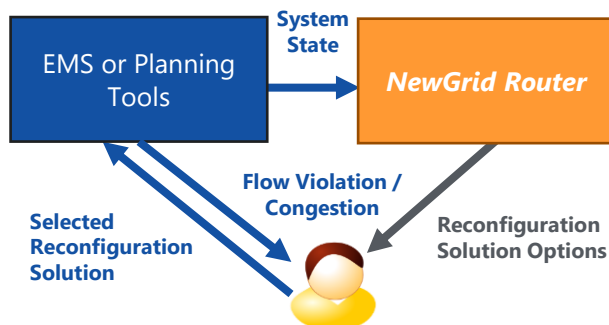 System
State
EMS or Planning
Tools
NewGrid Router
Flow Violation /
Congestion
Selected
Reconfiguration
Solution
Reconfiguration
Solution Options